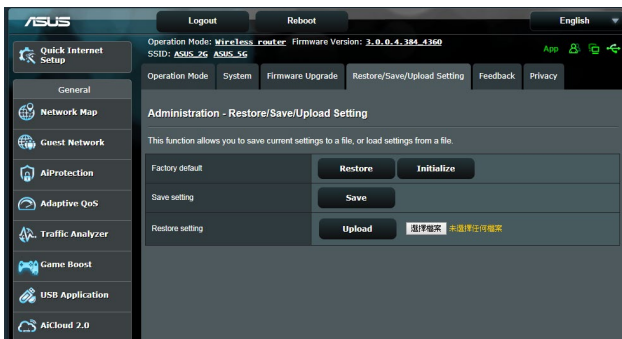 ASUS
Logout
Reboot
English
Quick Internet
Setup
Operation Mode: Wireless router Firmware Version: 3.0.0.4.384_4360
SSID: ASUS_2G ASUS_5G
App
Operation Mode System Firmware Upgrade Restore/Save/Upload Setting Feedback Privacy
General
Network Map
Guest Network
AiProtection
Adaptive QoS
Traffic Analyzer
Game Boost
USB Application
AiCloud 2.0
Administration - Restore/Save/Upload Setting
This function allows you to save current settings to a file, or load settings from a file.
Factory default Restore Initialize
Save setting Save
Restore setting Upload 選擇檔案 未選擇任何檔案